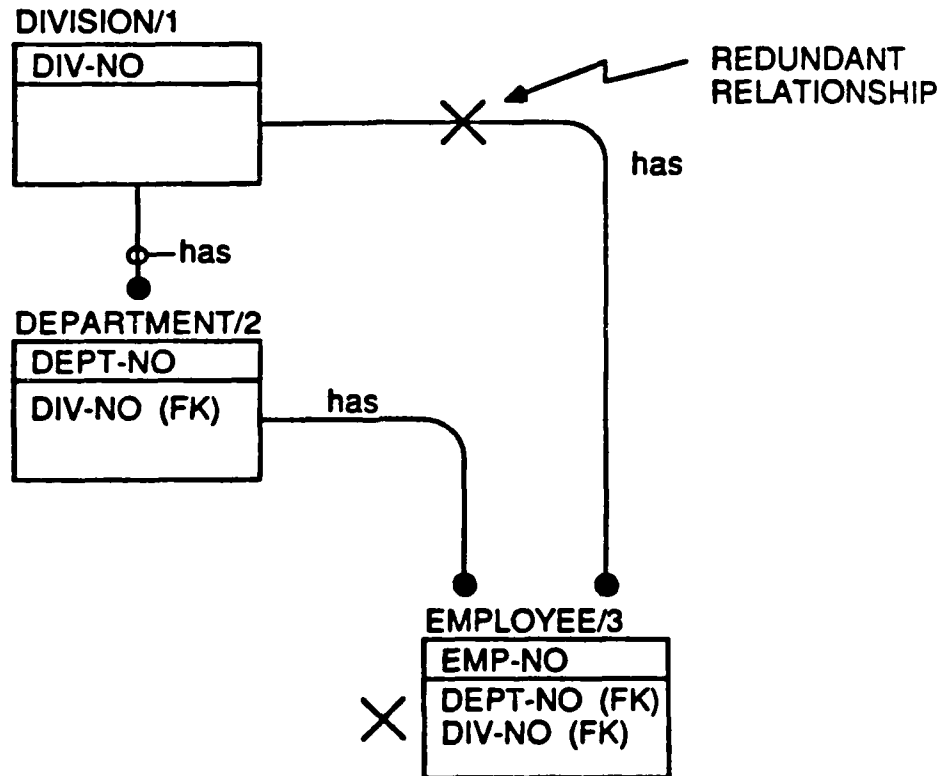 DIVISION/1
DIV-NO
REDUNDANT
RELATIONSHIP
has
has
DEPARTMENT/2
DEPT-NO
DIV-NO (FK)
has
EMPLOYEE/3
EMP-NO
DEPT-NO (FK)
DIV-NO (FK)